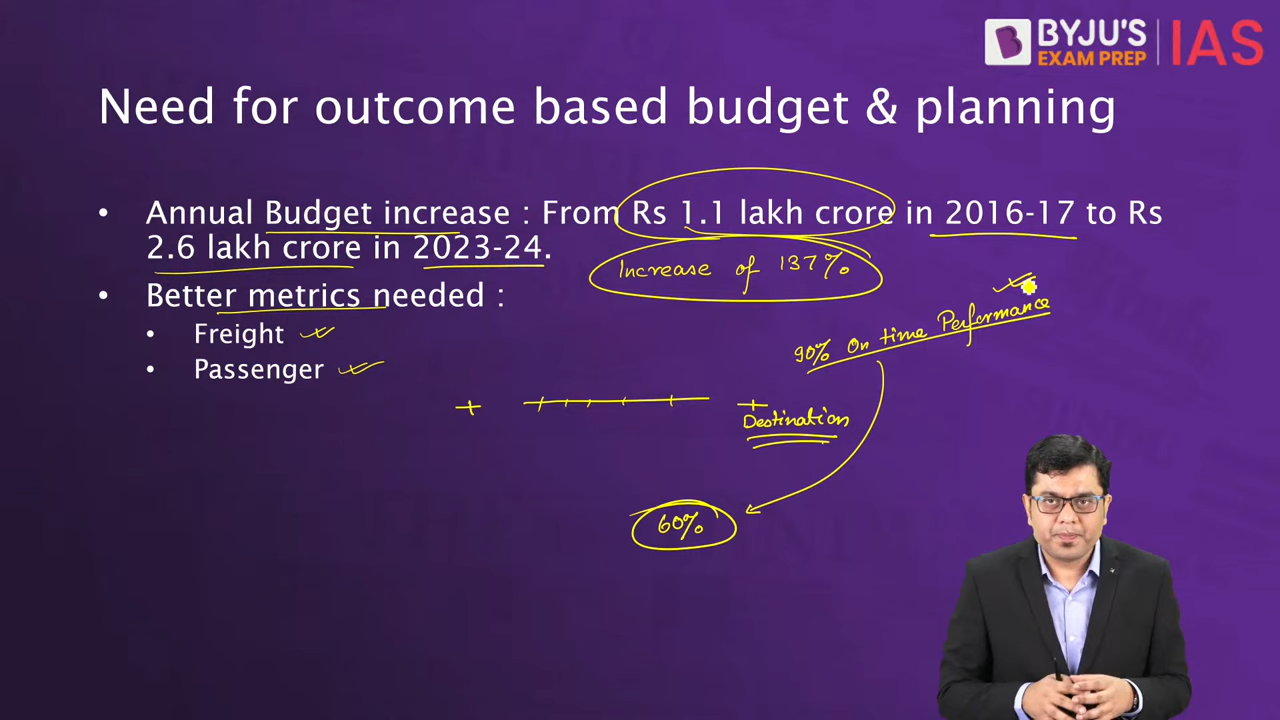 BYJU'S
EXAM PREP
IAS
Need for outcome based budget & planning
• Annual Budget increase : From Rs 1.1 lakh crore in 2016-17 to Rs
2.6 lakh crore in 2023-24.
Increase of 137%
• Better metrics needed :
• Freight
• Passenger
90% On time Performance
Destination
60%